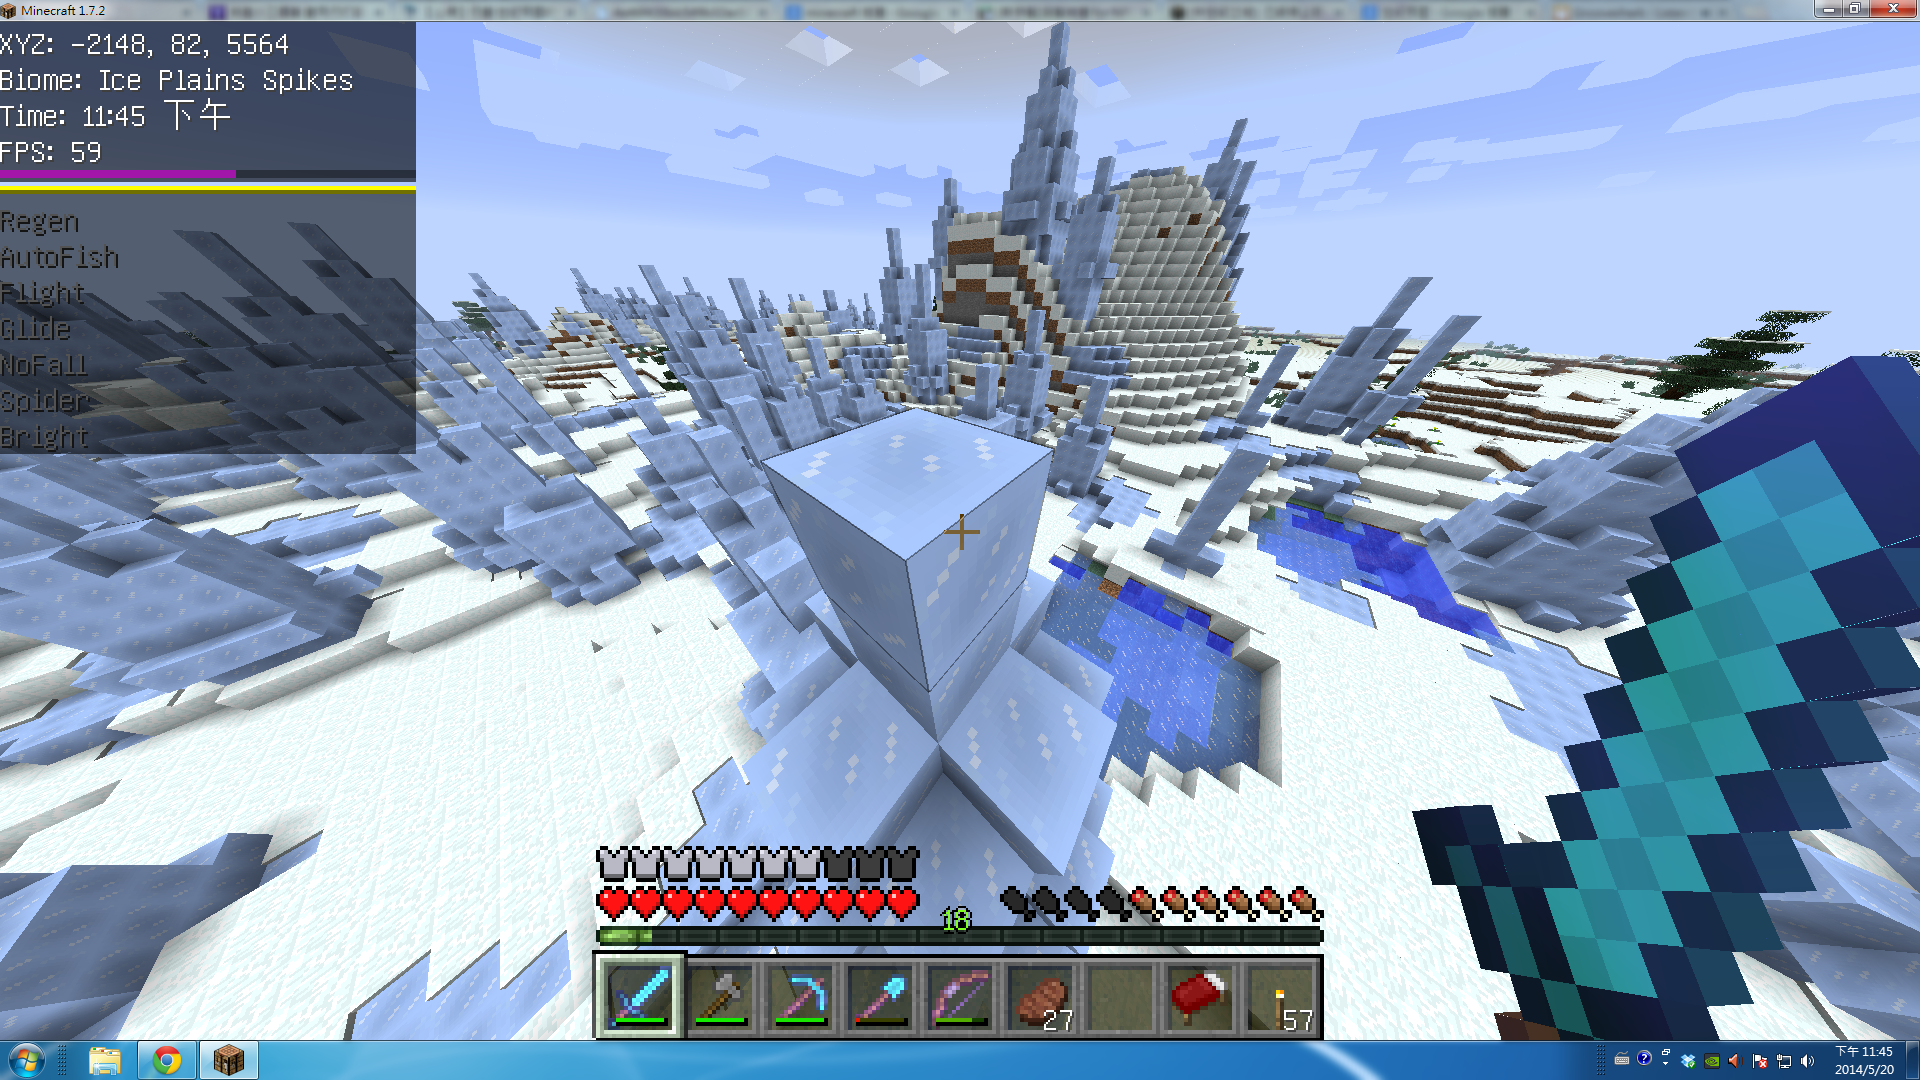 Minecraft 1.7.2
XYZ: -2148, 82, 5564
Biome: Ice Plains Spikes
Time: 11:45 下午
FPS: 59
Regen
AutoFish
Flight
Glide
NoFall
Spider
Bright
18
27
57
下午 11:45
2014/5/20